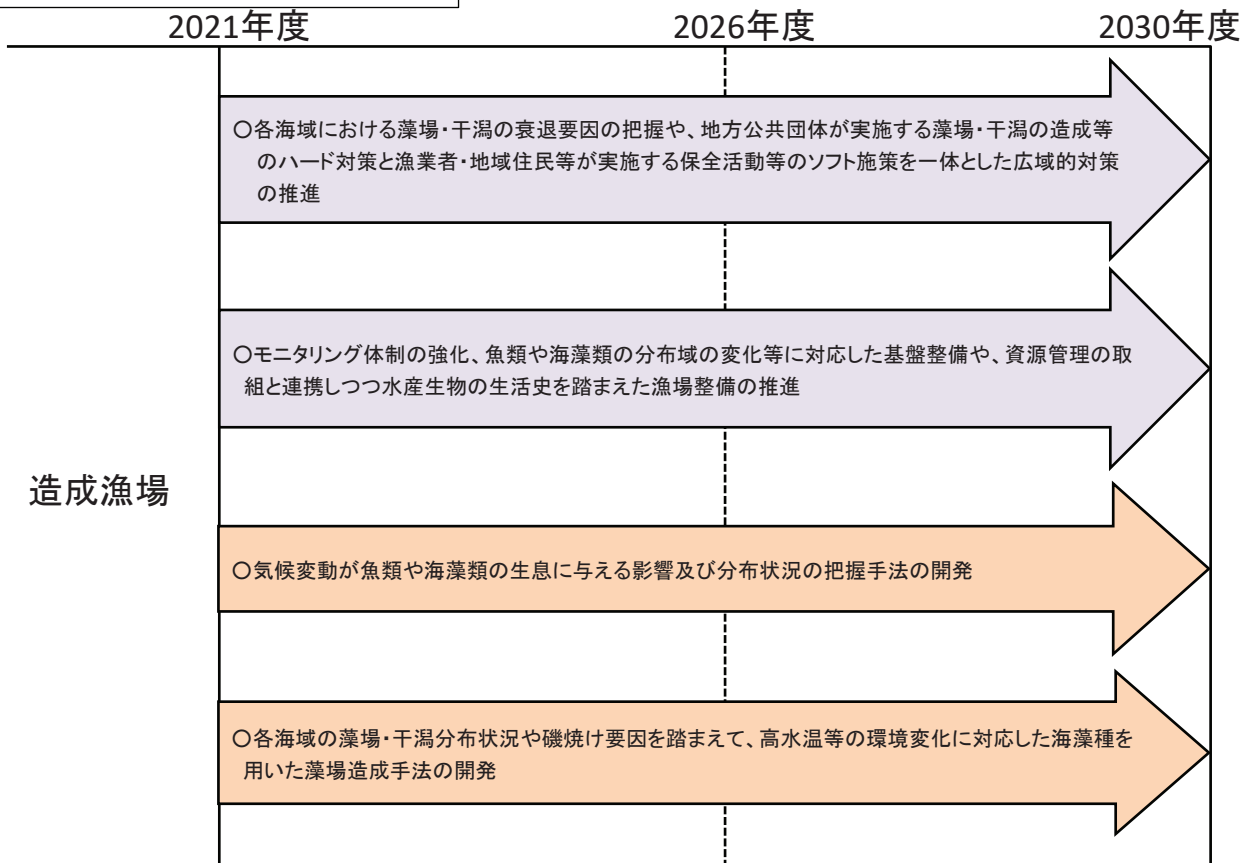 2021年度 2026年度 2030年度
○各海域における藻場・干潟の衰退要因の把握や、地方公共団体が実施する藻場・干潟の造成等
のハード対策と漁業者・地域住民等が実施する保全活動等のソフト施策を一体とした広域的対策
の推進
○モニタリング体制の強化、魚類や海藻類の分布域の変化等に対応した基盤整備や、資源管理の取
組と連携しつつ水産生物の生活史を踏まえた漁場整備の推進
造成漁場
○気候変動が魚類や海藻類の生息に与える影響及び分布状況の把握手法の開発
○各海域の藻場・干潟分布状況や磯焼け要因を踏まえて、高水温等の環境変化に対応した海藻種を
用いた藻場造成手法の開発